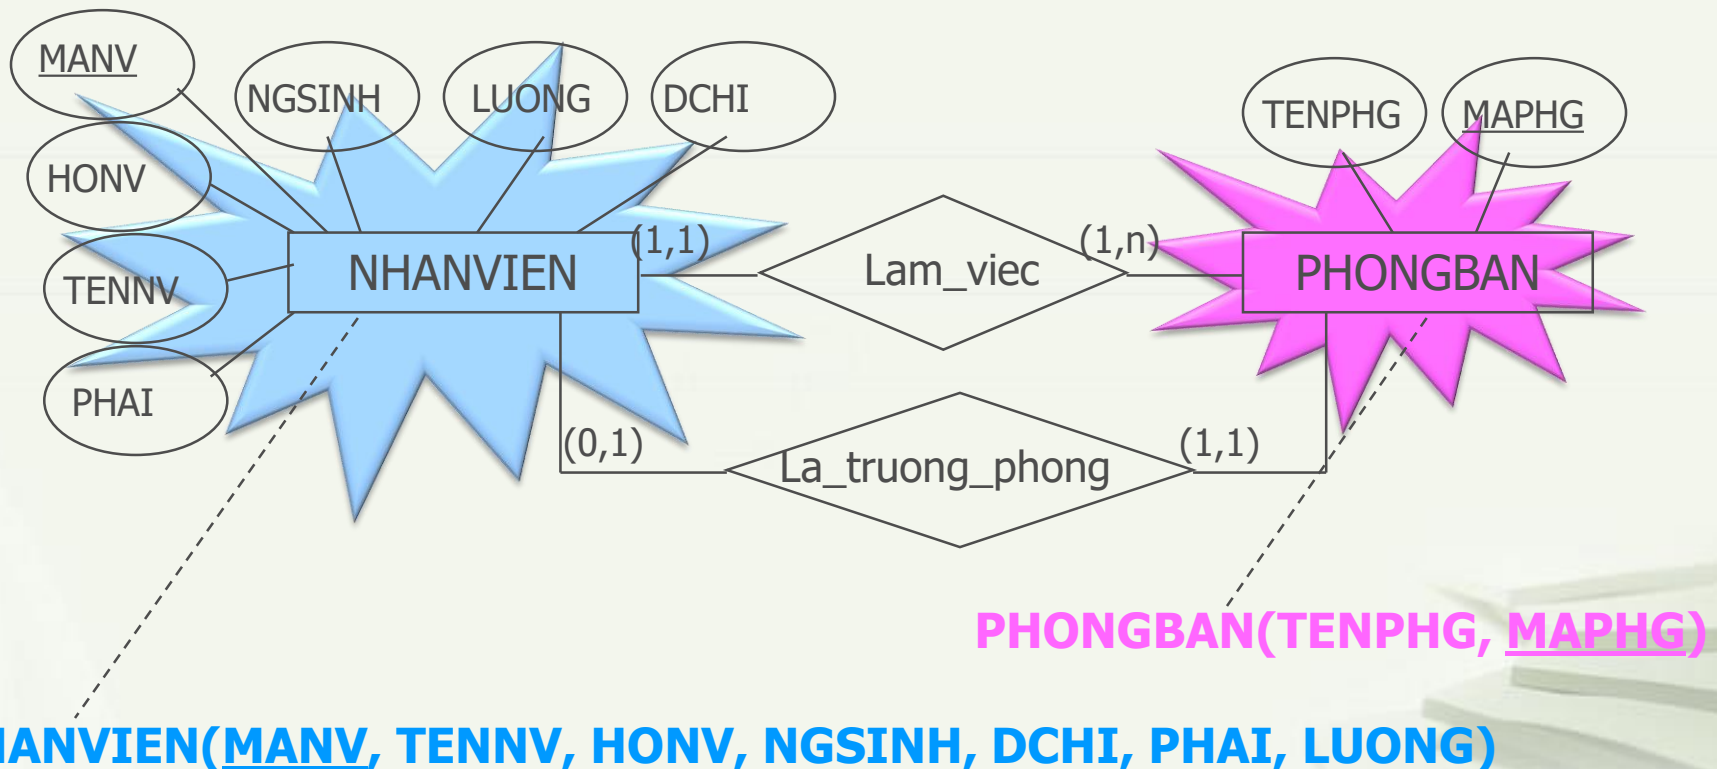 MANV
NGSINH
LUONG
DCHI
TENPHG
MAPHG
HONV
TENNV
PHAI
NHANVIEN
(1,1)
Lam_viec
(1,n)
PHONGBAN
(0,1)
La_truong_phong
(1,1)
PHONGBAN(TENPHG, MAPHG)
HANVIEN(MANV, TENNV, HONV, NGSINH, DCHI, PHAI, LUONG)